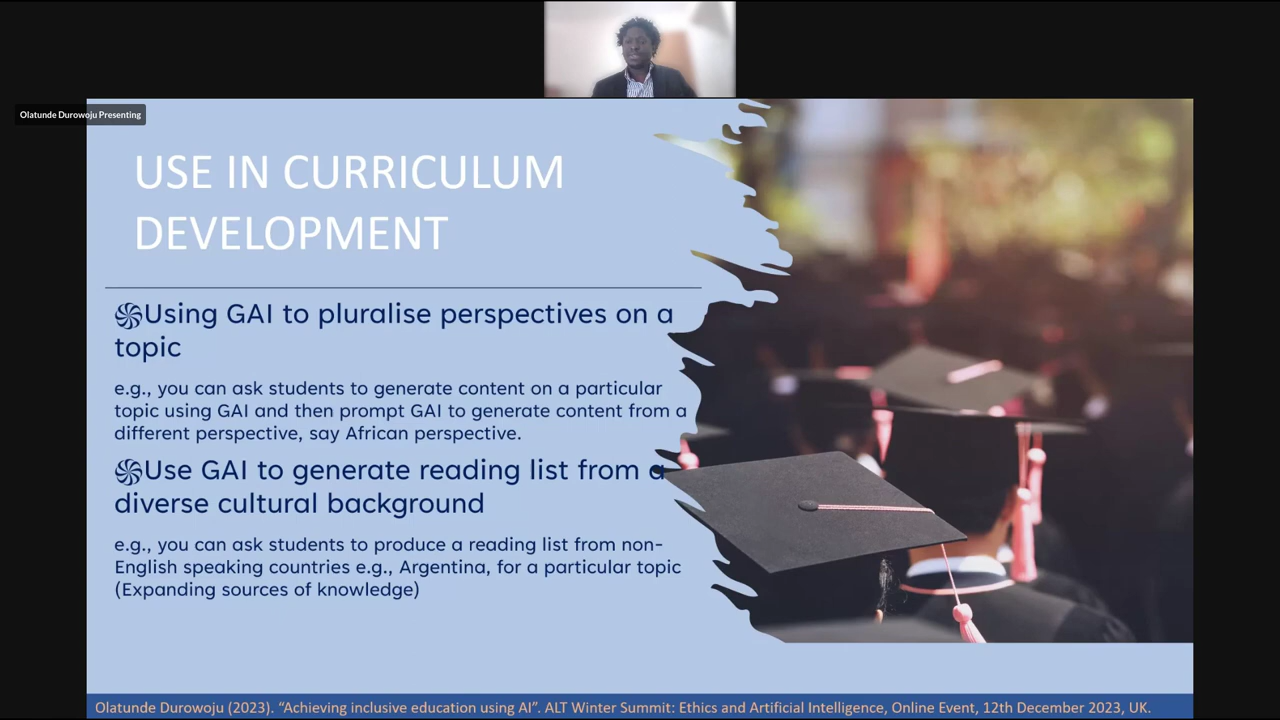 Olatunde Durowoju Presenting
USE IN CURRICULUM
DEVELOPMENT
Using GAI to pluralise perspectives on a
topic
e.g., you can ask students to generate content on a particular
topic using GAI and then prompt GAI to generate content from a
different perspective, say African perspective.
Use GAI to generate reading list from a
diverse cultural background
e.g., you can ask students to produce a reading list from non-
English speaking countries e.g., Argentina, for a particular topic
(Expanding sources of knowledge)
Olatunde Durowoju (2023). “Achieving inclusive education using AI”. ALT Winter Summit: Ethics and Artificial Intelligence, Online Event, 12th December 2023, UK.